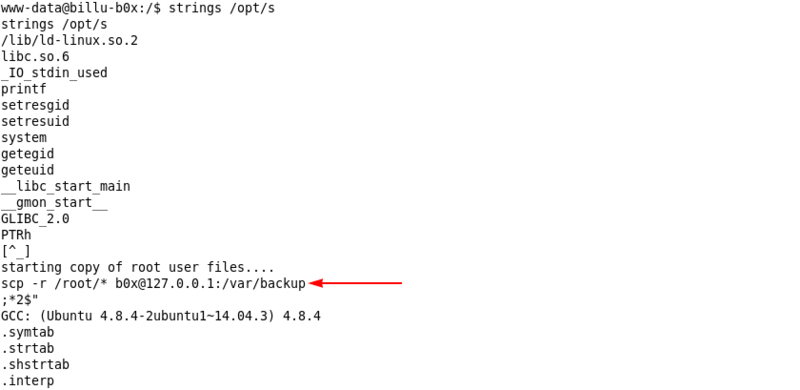 www-data@billu-b0x:/$ strings /opt/s
strings /opt/s
/lib/ld-linux.so.2
libc.so.6
_IO_stdin_used
printf
setresgid
setresuid
system
getegid
geteuid
__libc_start_main
__gmon_start__
GLIBC_2.0
PTRh
[^_]
starting copy of root user files....
scp -r /root/* b0x@127.0.0.1:/var/backup
;*2$"
GCC: (Ubuntu 4.8.4-2ubuntu1~14.04.3) 4.8.4
.symtab
.strtab
.shstrtab
.interp